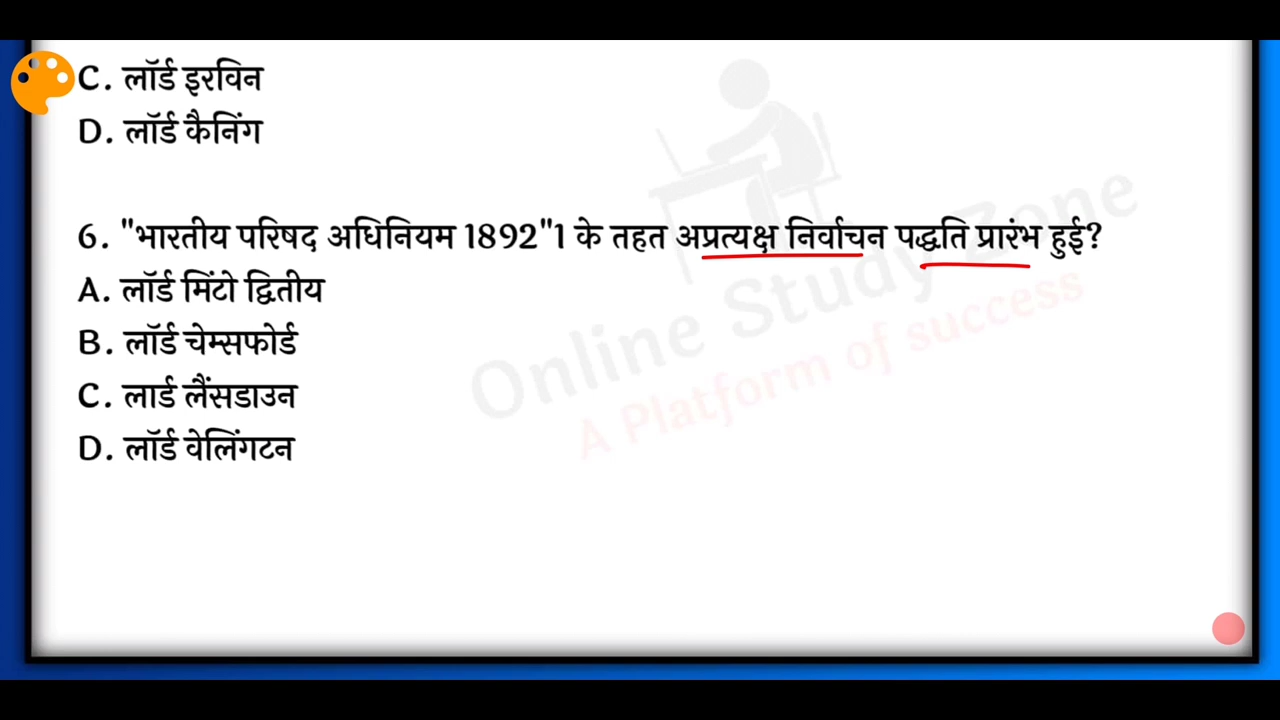 C. लॉर्ड इरविन
D. लॉर्ड कैनिंग
6. "भारतीय परिषद अधिनियम 1892"1 के तहत अप्रत्यक्ष निर्वाचन पद्धति प्रारंभ हुई?
A. लॉर्ड मिंटो द्वितीय
B. लॉर्ड चेम्सफोर्ड
C. लार्ड लैंसडाउन
D. लॉर्ड वेलिंगटन
Online Study Zone
A Platform of success